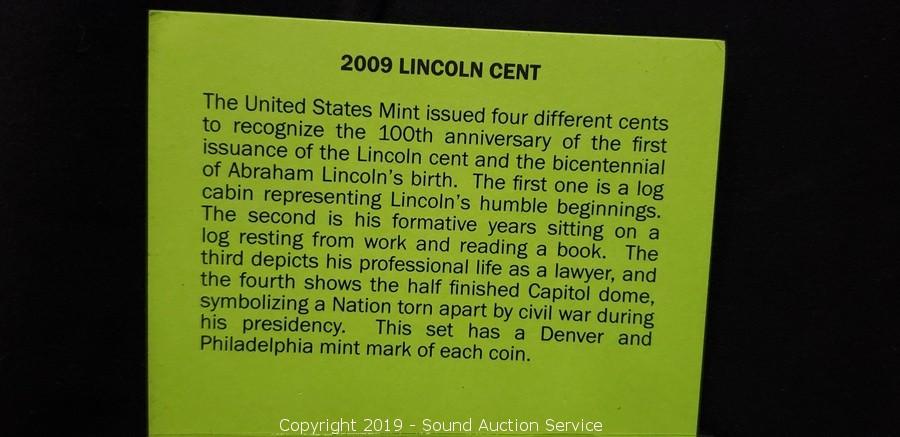 2009 LINCOLN CENT
The United States Mint issued four different cents
to recognize the 100th anniversary of the first
issuance of the Lincoln cent and the bicentennial
of Abraham Lincoln's birth. The first one is a log
cabin representing Lincoln's humble beginnings.
The second is his formative years sitting on a
log resting from work and reading a book. The
third depicts his professional life as a lawyer, and
the fourth shows the half finished Capitol dome,
symbolizing a Nation torn apart by civil war during
his presidency. This set has a Denver and
Philadelphia mint mark of each coin.
Copyright 2019 - Sound Auction Service